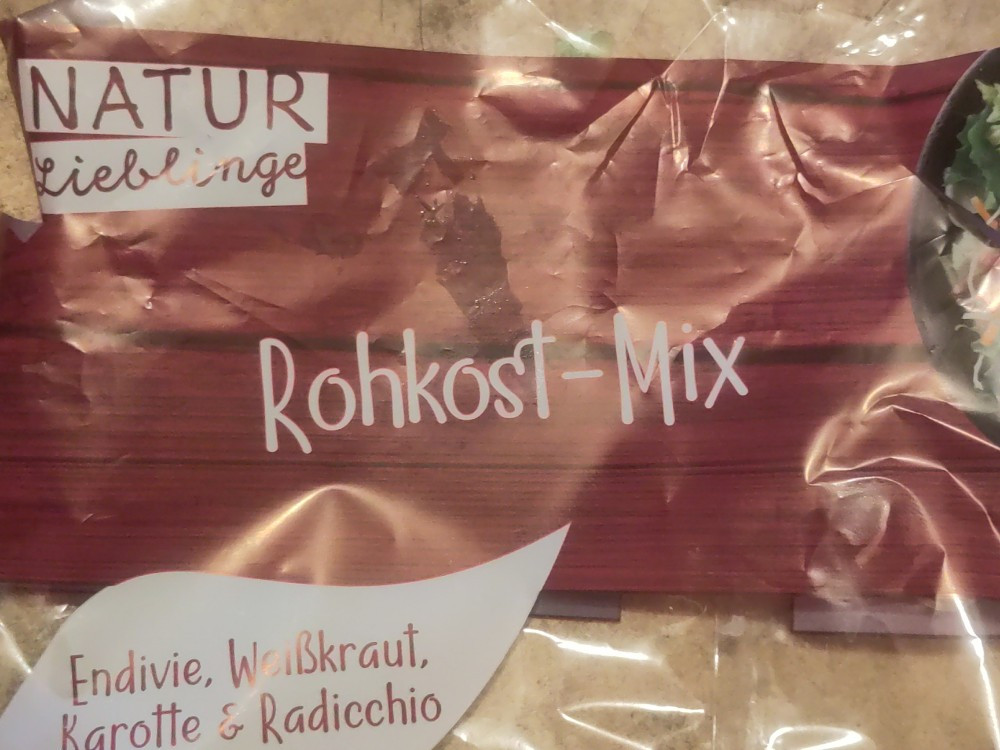 NATUR
Lieblinge
Rohkost-Mix
Endivie, Weißkraut,
Karotte & Radicchio